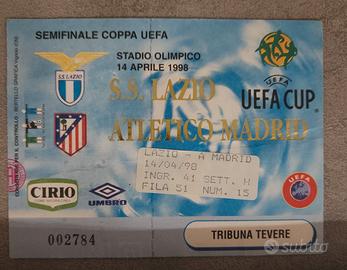 SEMIFINALE COPPA UEFA
STADIO OLIMPICO
14 APRILE 1998
S.S. LAZIO
S.S. LAZIO
ATLETICO MADRID
UEFA
UEFA CUP
LAZIO - A MADRID
14/04/98
INGR. 41 SETT. H
FILA 51 NUM. 15
CIRIO
UMBRO
UEFA
002784
TRIBUNA TEVERE
subito